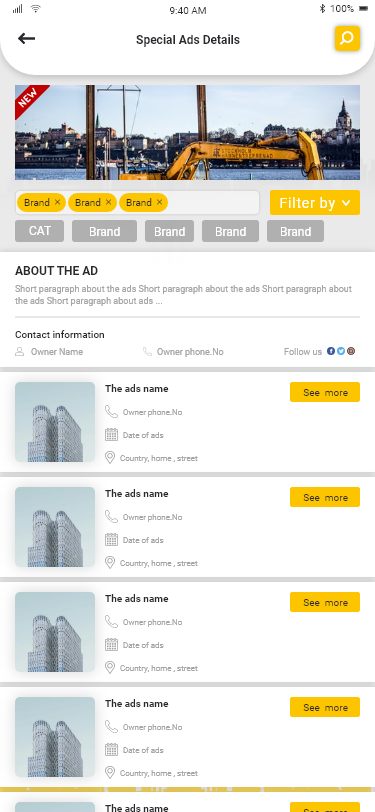 9:40 AM
100%
Special Ads Details
NEW
STOCKHOLM
Brand × Brand × Brand ×
Filter by
CAT Brand Brand Brand Brand
ABOUT THE AD
Short paragraph about the ads Short paragraph about the ads Short paragraph about
the ads Short paragraph about ads ...
Contact information
Owner Name Owner phone.No Follow us
The ads name
See more
Owner phone.No
Date of ads
Country, home , street
The ads name
See more
Owner phone.No
Date of ads
Country, home , street
The ads name
See more
Owner phone.No
Date of ads
Country, home , street
The ads name
See more
Owner phone.No
Date of ads
Country, home , street
The ads name
See more